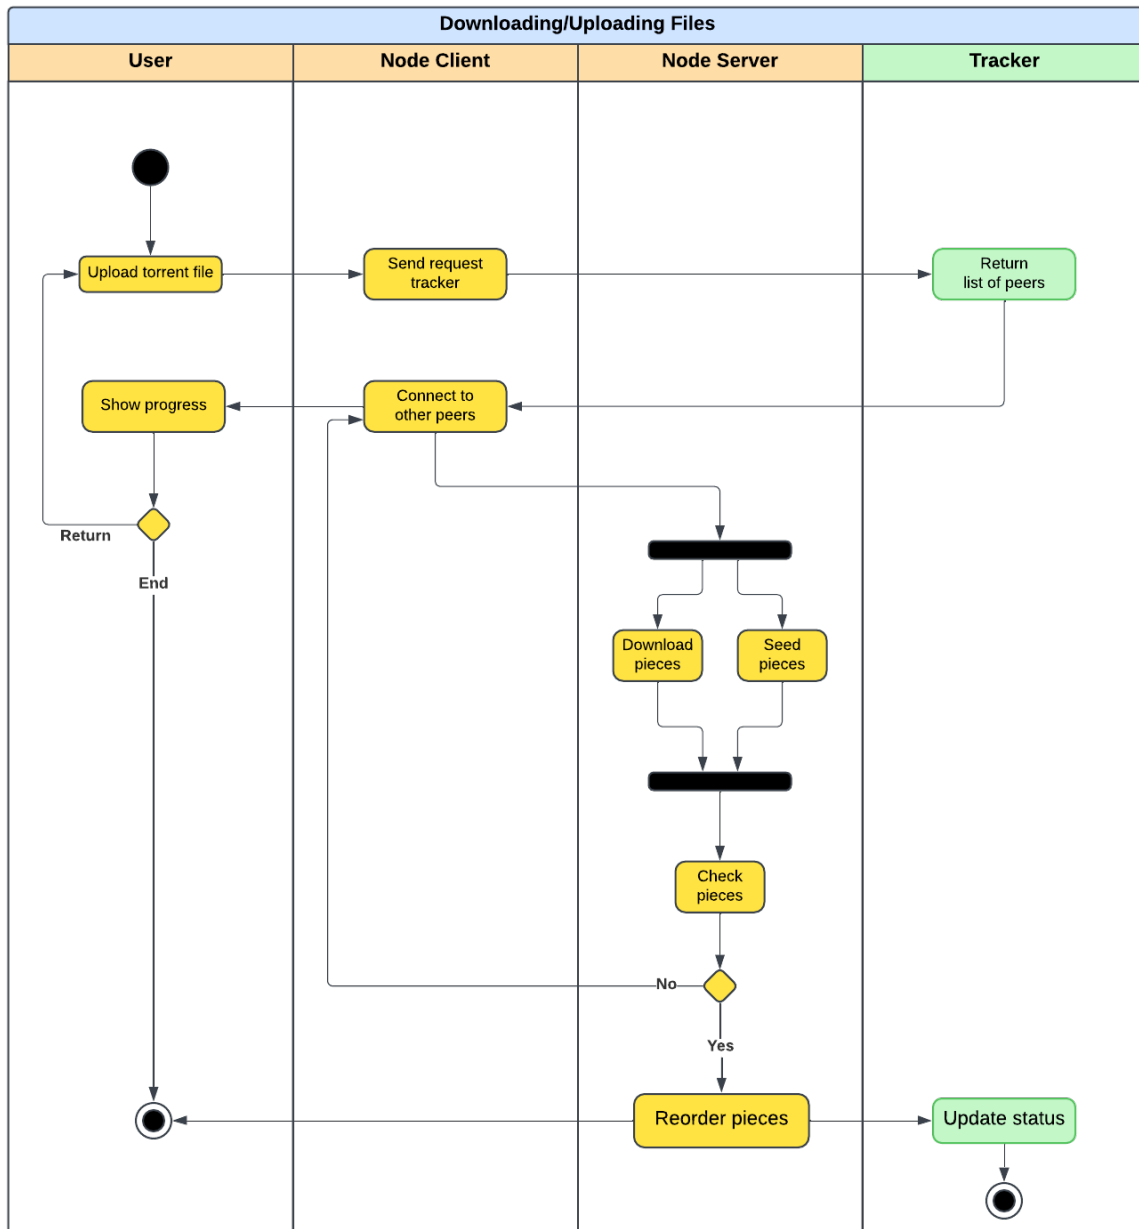 Downloading/Uploading Files
User
Node Client
Node Server
Tracker
Upload torrent file
Send request
tracker
Return
list of peers
Show progress
Connect to
other peers
Return
End
Download
pieces
Seed
pieces
Check
pieces
No
Yes
Reorder pieces
Update status